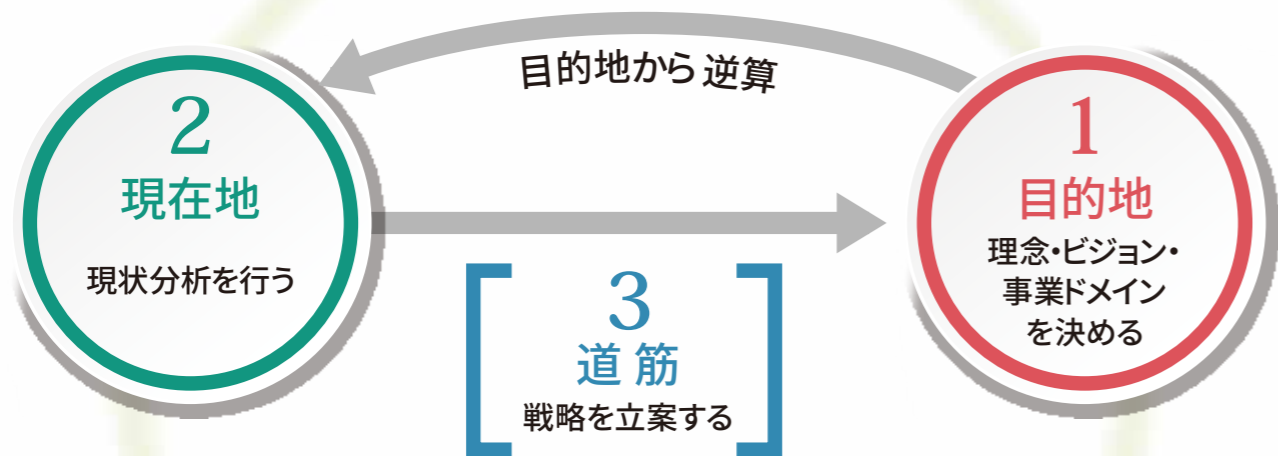 目的地から逆算
2
現在地
現状分析を行う
1
目的地
理念・ビジョン・
事業ドメイン
を決める
3
道筋
戦略を立案する